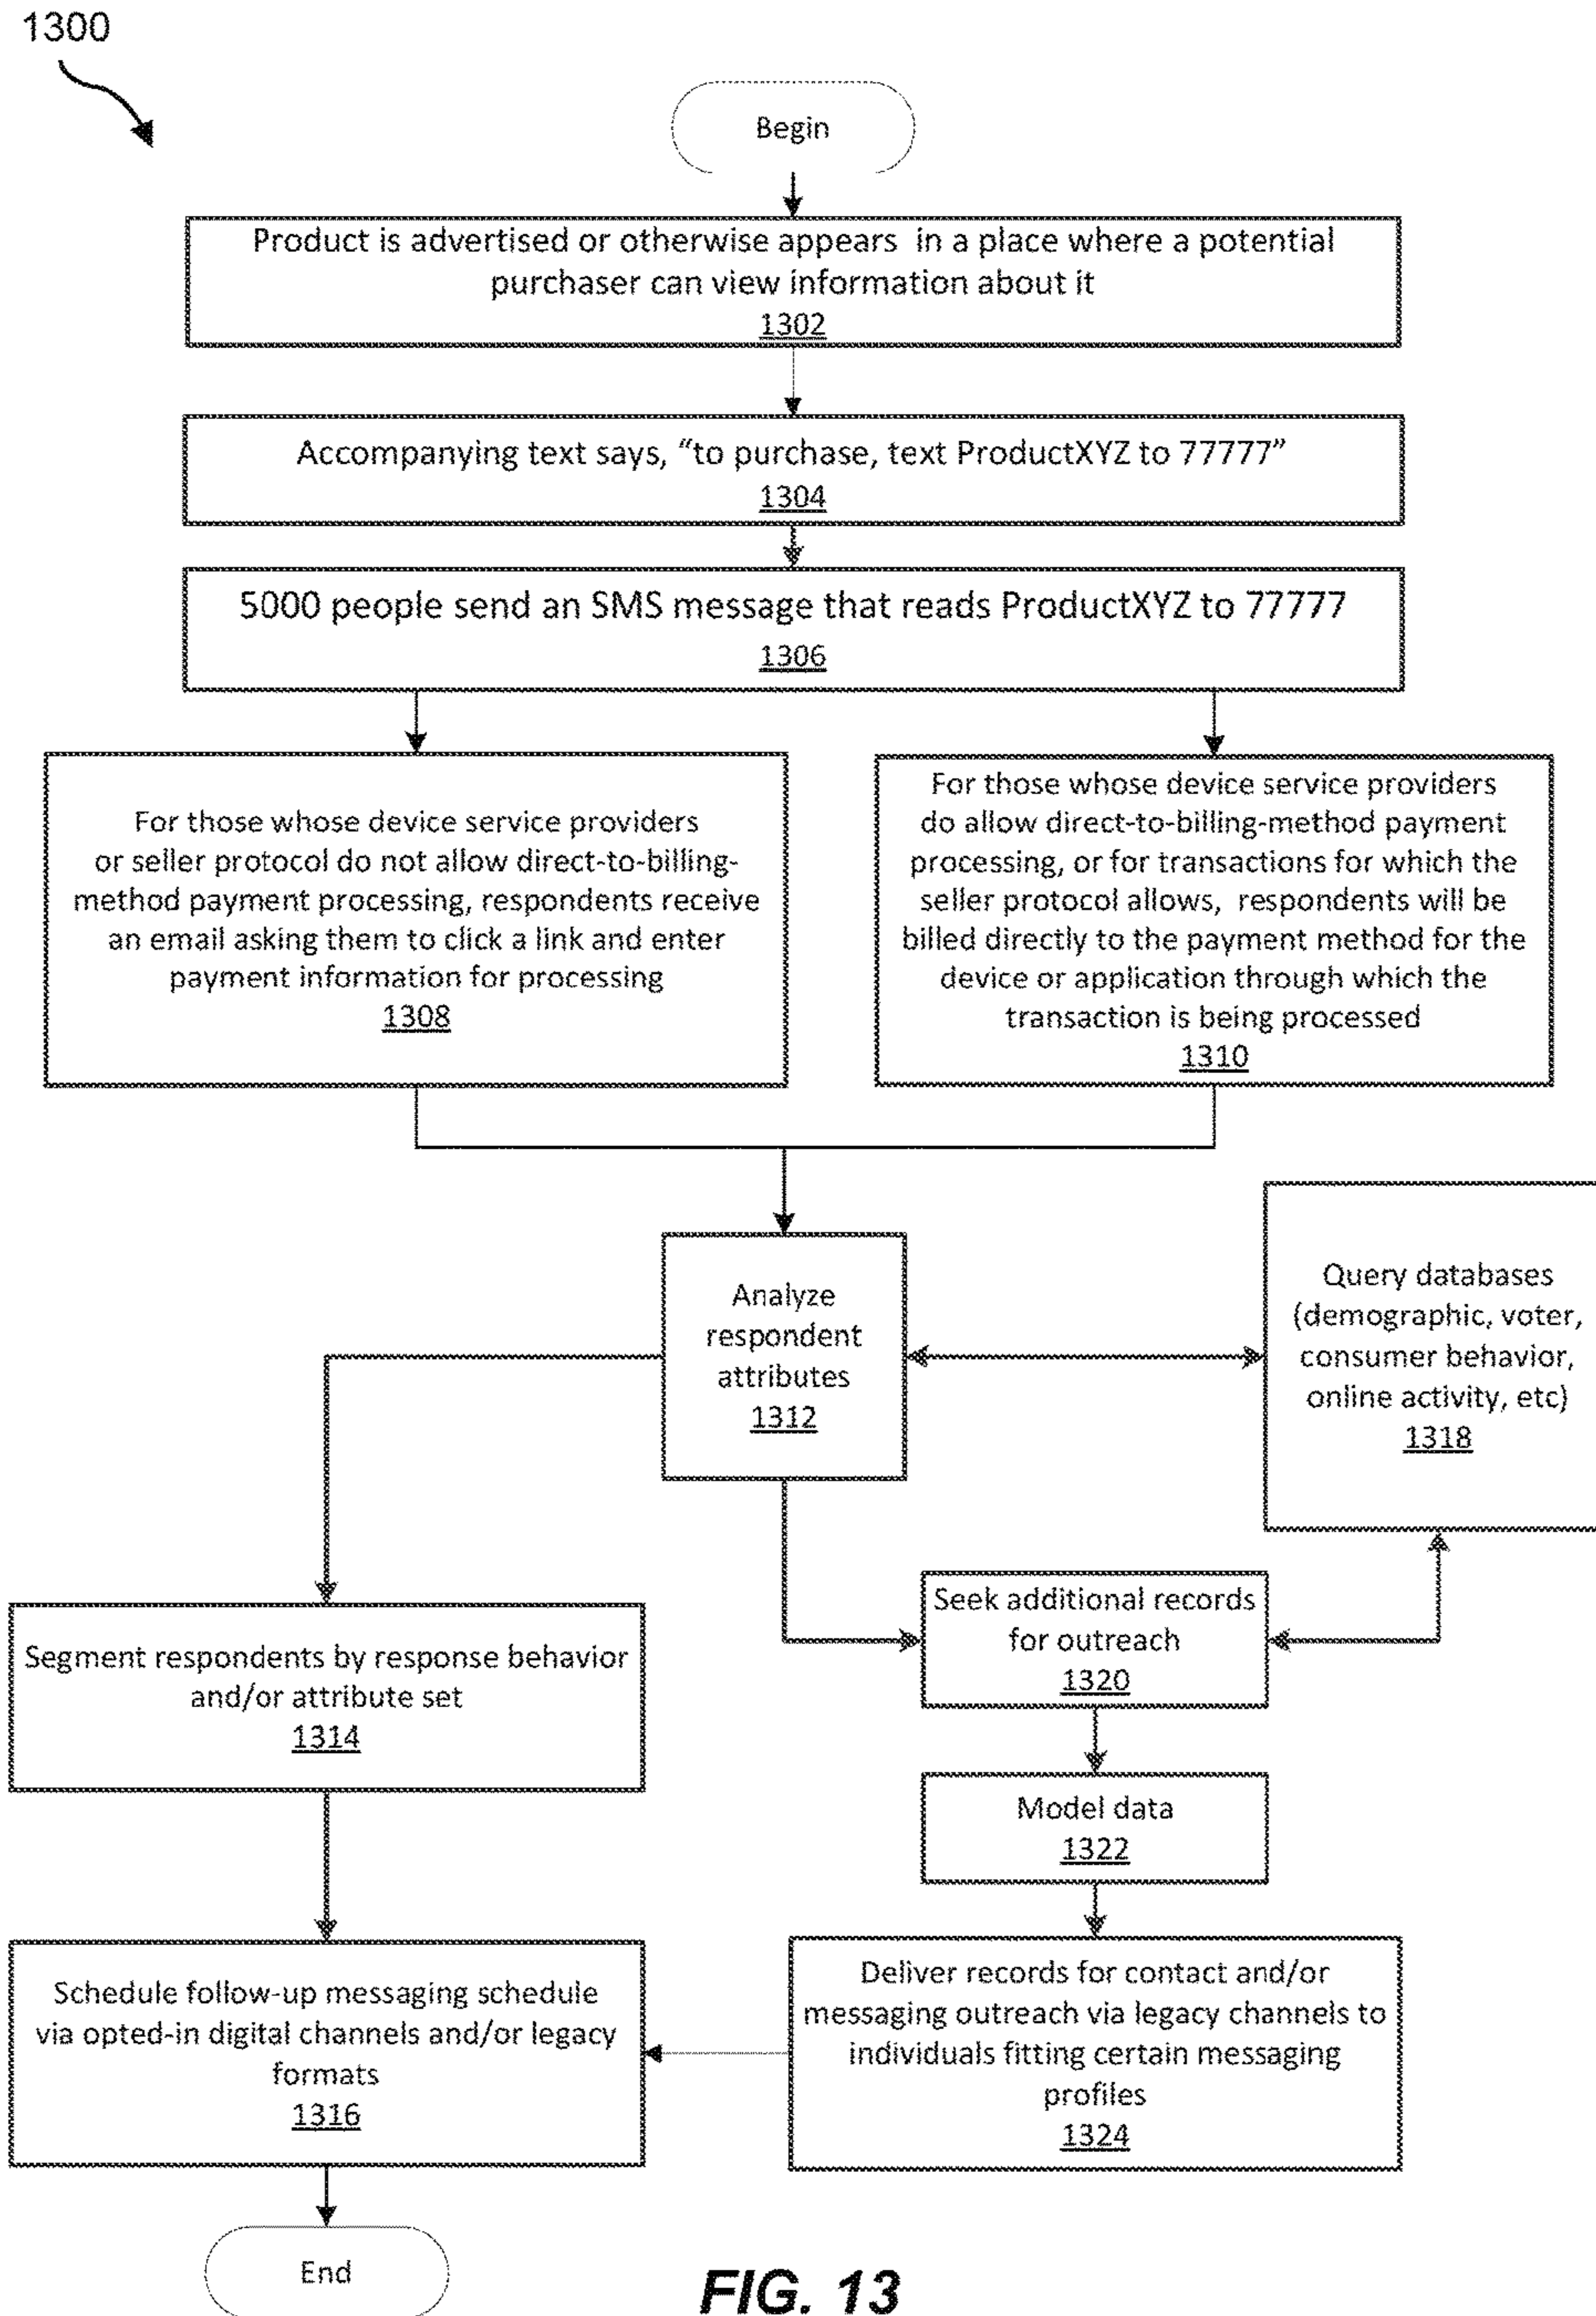 1300
Begin
Product is advertised or otherwise appears in a place where a potential
purchaser can view information about it
1302
Accompanying text says, “to purchase, text ProductXYZ to 77777”
1304
5000 people send an SMS message that reads ProductXYZ to 77777
1306
For those whose device service providers
or seller protocol do not allow direct-to-billing-
method payment processing, respondents receive
an email asking them to click a link and enter
payment information for processing
1308
For those whose device service providers
do allow direct-to-billing-method payment
processing, or for transactions for which the
seller protocol allows, respondents will be
billed directly to the payment method for the
device or application through which the
transaction is being processed
1310
Analyze
respondent
attributes
1312
Query databases
(demographic, voter,
consumer behavior,
online activity, etc)
1318
Segment respondents by response behavior
and/or attribute set
1314
Seek additional records
for outreach
1320
Model data
1322
Schedule follow-up messaging schedule
via opted-in digital channels and/or legacy
formats
1316
Deliver records for contact and/or
messaging outreach via legacy channels to
individuals fitting certain messaging
profiles
1324
End
FIG. 13